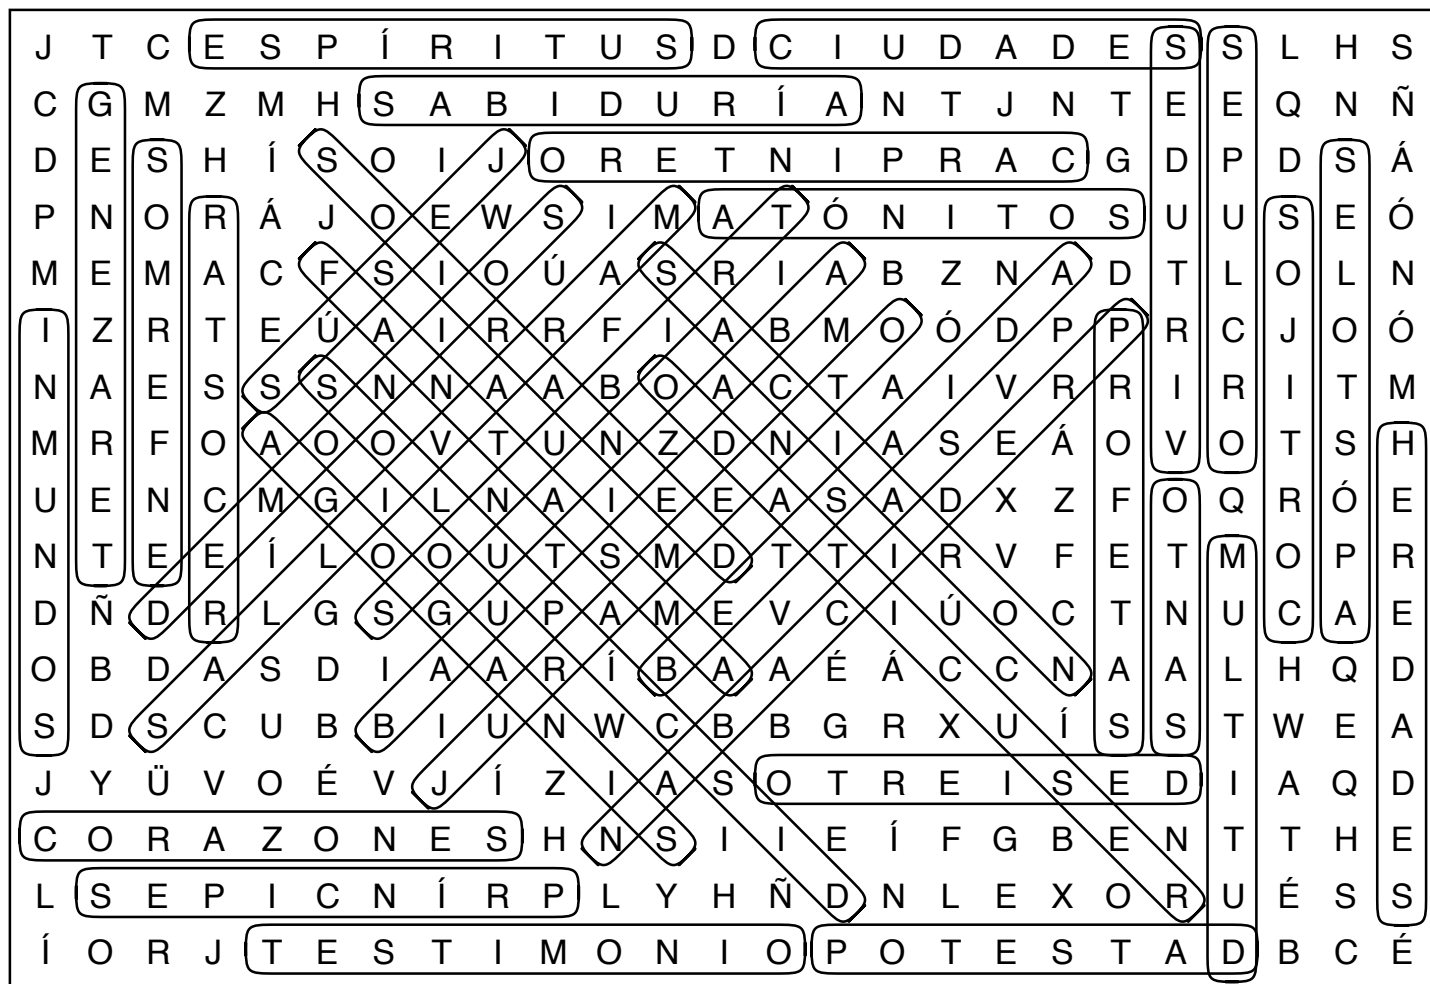 J T C E S P Í R I T U S D C I U D A D E S S L H S
C G M Z M H S A B I D U R Í A N T J N T E E Q N Ñ
D E S H Í S O I J O R E T N I P R A C G D P D S Á
P N O R Á J O E W S I M A T Ó N I T O S U U S E Ó
M E M A C F S I O Ú A S R I A B Z N A D T L O L N
I Z R T E Ú A I R R F I A B M O Ó D P P R C J O Ó
N A E S S S N N A A B O A C T A I V R R I R I T M
M R F O A O O V T U N Z D N I A S E Á O V O T S H
U E N C M G I L N A I E E A S A D X Z F O Q R Ó E
N T E E Í L O O U T S M D T T I R V F E T M O P R
D Ñ D R L G S G U P A M E V C I Ú O C T N U C A E
O B D A S D I A A R Í B A A É Á C C N A A L H Q D
S D S C U B B I U N W C B B G R X U Í S S T W E A
J Y Ü V O É V J Í Z I A S O T R E I S E D I A Q D
C O R A Z O N E S H N S I I E Í F G B E N T T H E
L S E P I C N Í R P L Y H Ñ D N L E X O R U É S S
Í O R J T E S T I M O N I O P O T E S T A D B C É